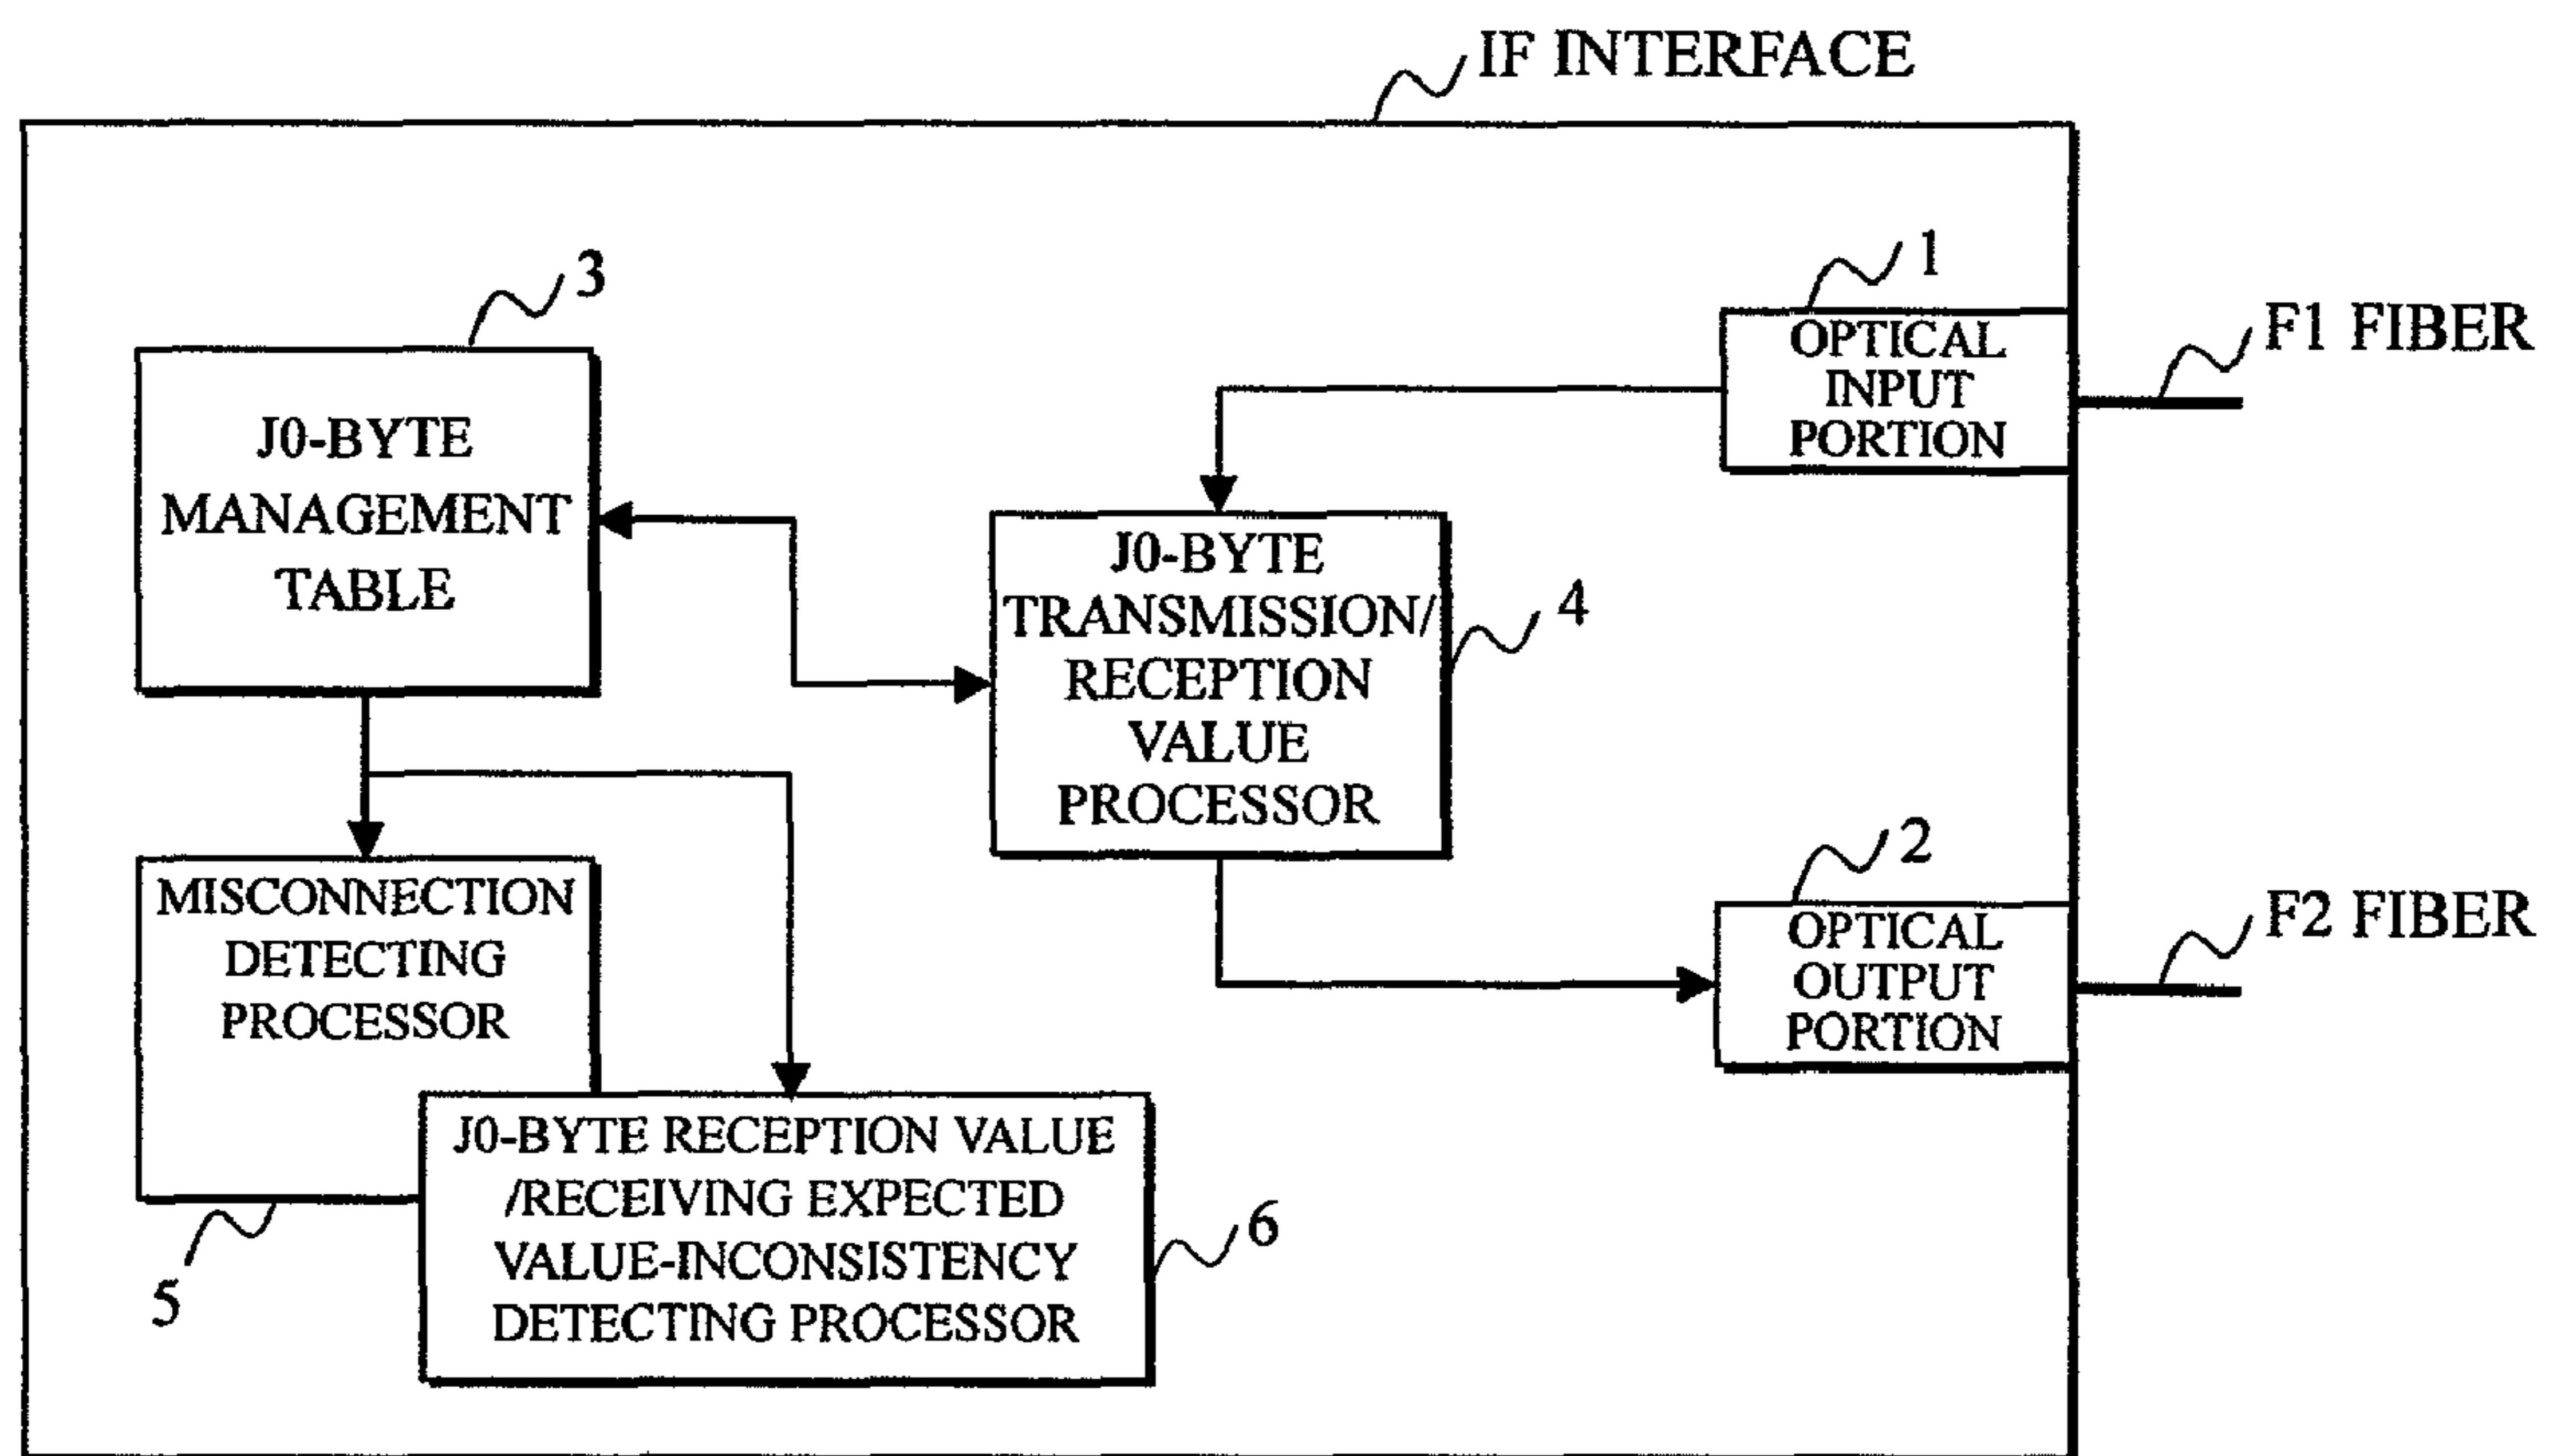 IF INTERFACE
1
F1 FIBER
OPTICAL
INPUT
PORTION
3
J0-BYTE
MANAGEMENT
TABLE
J0-BYTE
TRANSMISSION/
RECEPTION
VALUE
PROCESSOR
4
2
F2 FIBER
OPTICAL
OUTPUT
PORTION
MISCONNECTION
DETECTING
PROCESSOR
5
J0-BYTE RECEPTION VALUE
/RECEIVING EXPECTED
VALUE-INCONSISTENCY
DETECTING PROCESSOR
6